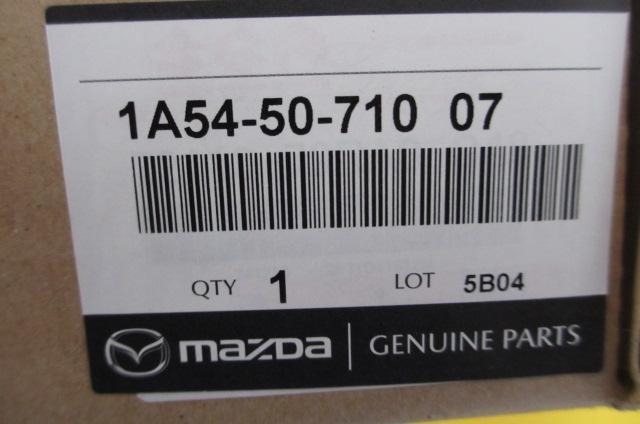 1A54-50-710 07
QTY 1 LOT 5B04
mazda | GENUINE PARTS